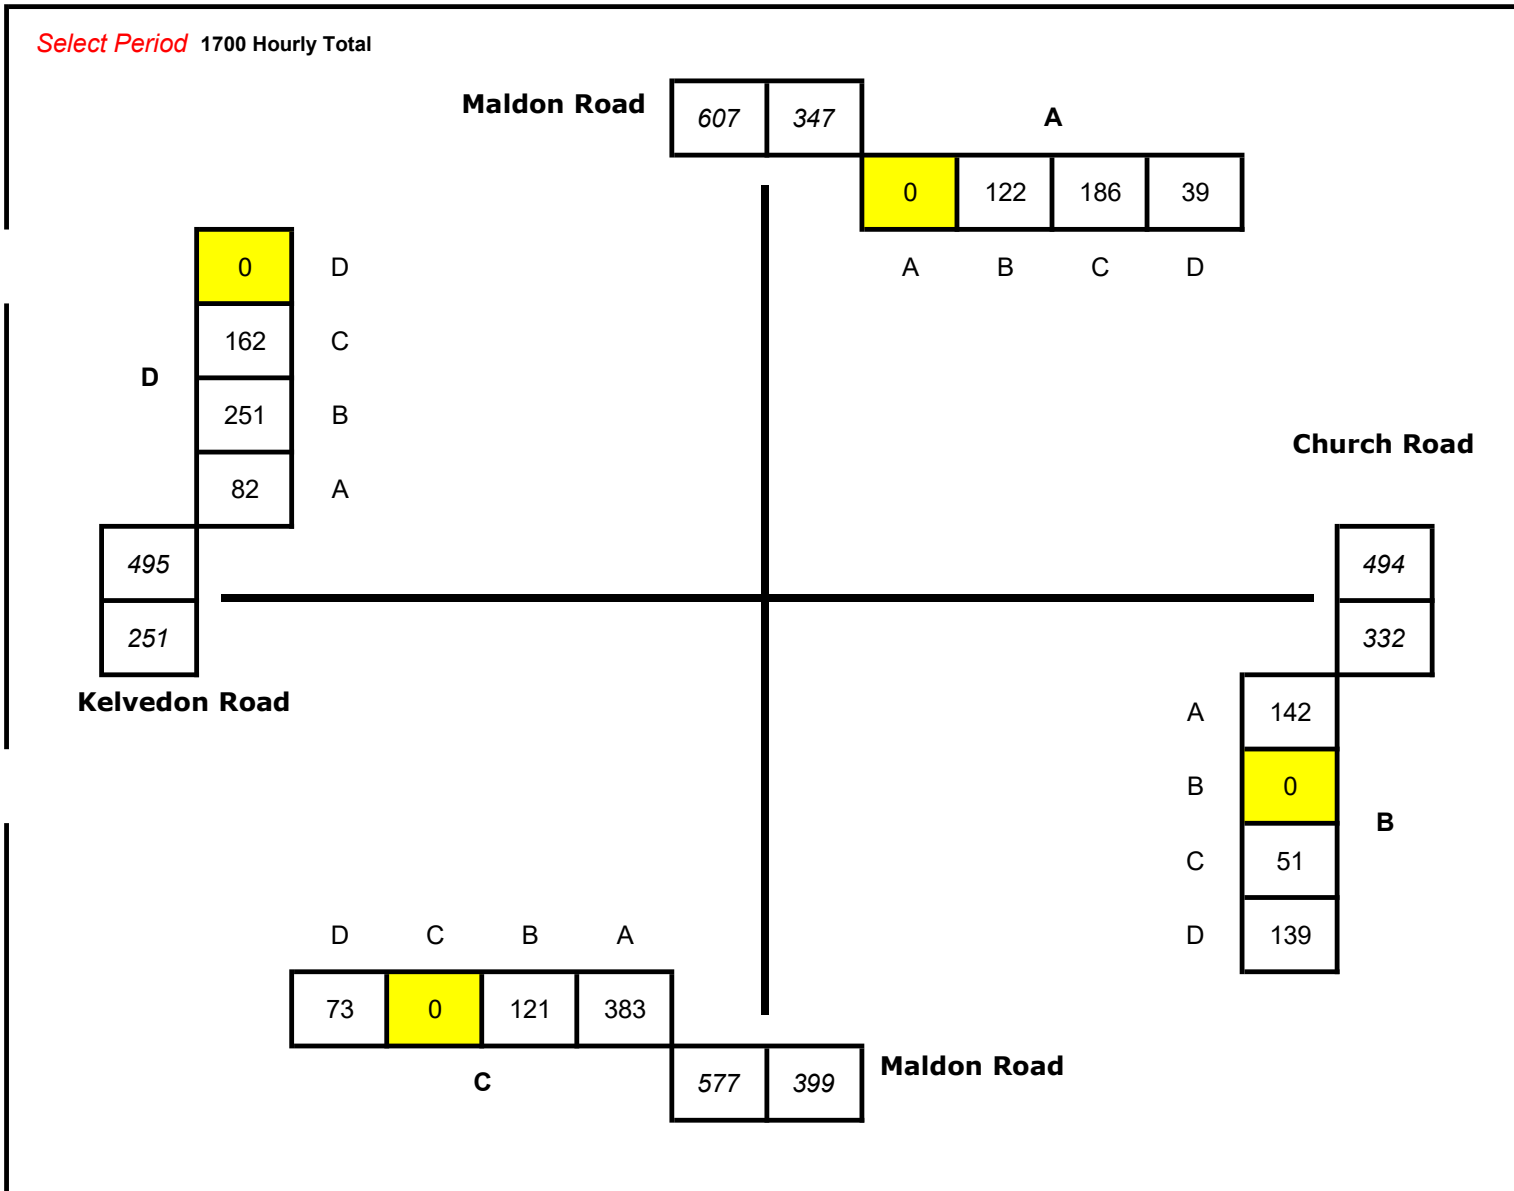 Select Period 1700 Hourly Total
Maldon Road
607 347
A
0 122 186 39
A B C D
0 D
162 C
D
251 B
82 A
Church Road
495
251
Kelvedon Road
494
332
A 142
B 0
B
C 51
D 139
D C B A
73 0 121 383
C
577 399
Maldon Road